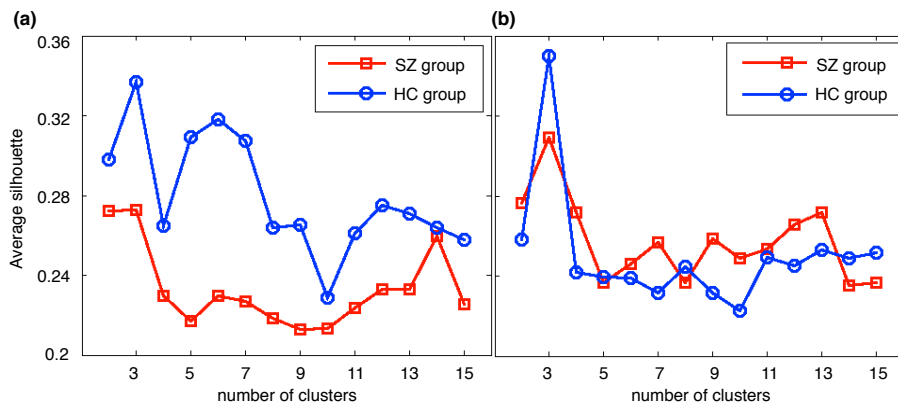 (a)
(b)
0.36
0.32
0.28
0.24
0.2
Average silhouette
SZ group
HC group
SZ group
HC group
3 5 7 9 11 13 15
3 5 7 9 11 13 15
number of clusters
number of clusters